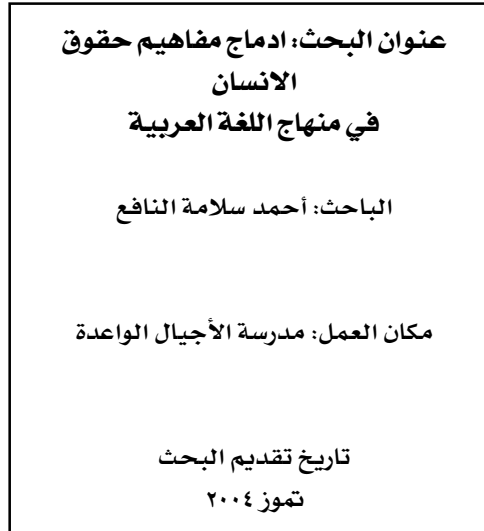 عنوان البحث: ادماج مفاهيم حقوق
الانسان
في منهاج اللغة العربية
الباحث: أحمد سلامة النافع
مكان العمل: مدرسة الأجيال الواعدة
تاريخ تقديم البحث
تموز ٢٠٠٤